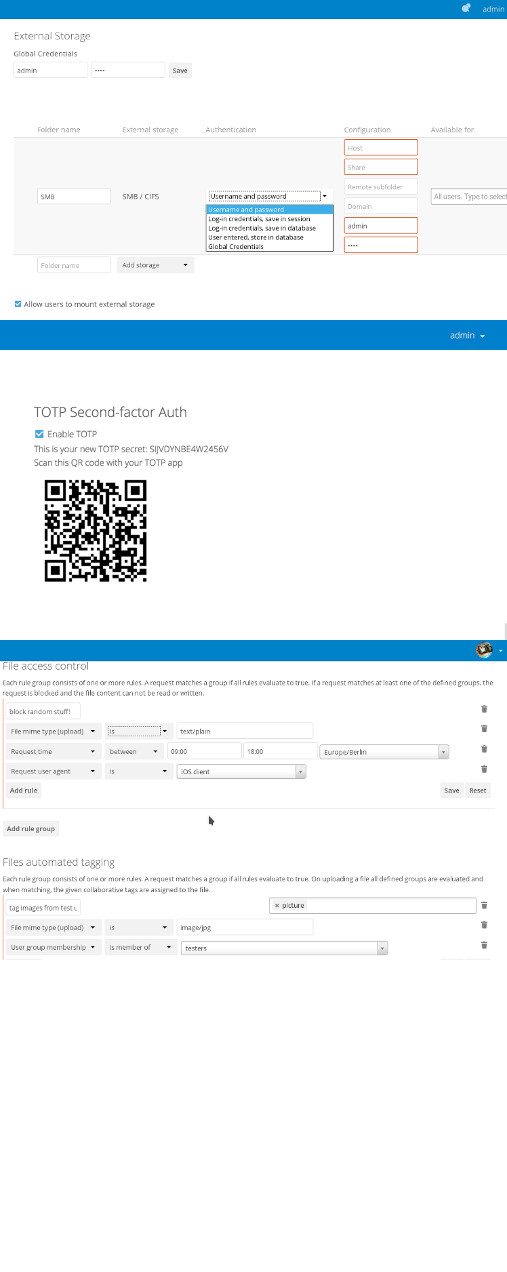 admin
External Storage
Global Credentials
admin •••• Save
Folder name External storage Authentication Configuration Available for
Host
Share
Remote subfolder
SMB SMB / CIFS Username and password All users. Type to select
Username and password
Domain
Log-in credentials, save in session
Log-in credentials, save in database
admin
User entered, store in database
Global Credentials
••••
Folder name Add storage
Allow users to mount external storage
admin
TOTP Second-factor Auth
Enable TOTP
This is your new TOTP secret: SIJVDYNBE4W2456V
Scan this QR code with your TOTP app
File access control
Each rule group consists of one or more rules. A request matches a group if all rules evaluate to true. If a request matches at least one of the defined groups, the
request is blocked and the file content can not be read or written.
block random stuff!
File mime type (upload) is text/plain
Request time between 09:00 18:00 Europe/Berlin
Request user agent is iOS client
Add rule Save Reset
Add rule group
Files automated tagging
Each rule group consists of one or more rules. A request matches a group if all rules evaluate to true. On uploading a file all defined groups are evaluated and
when matching, the given collaborative tags are assigned to the file.
tag images from test u × picture
File mime type (upload) is image/jpg
User group membership is member of testers